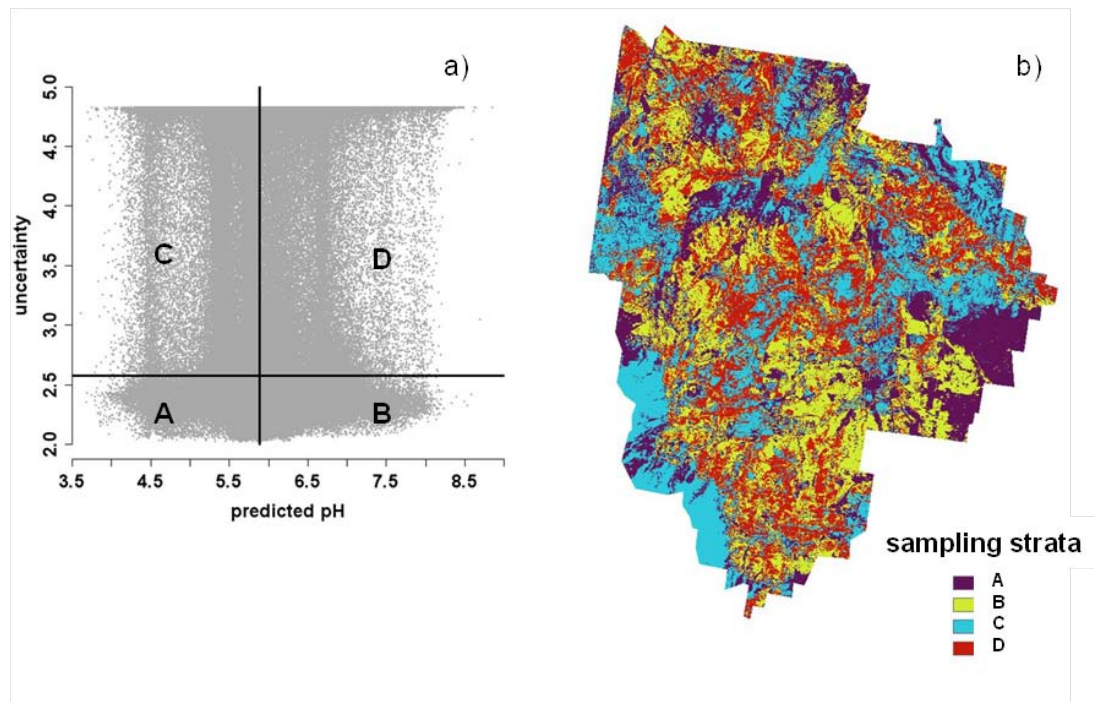 a)
5.0
4.5
4.0
3.5
3.0
2.5
2.0
uncertainty
C
D
A
B
3.5 4.5 5.5 6.5 7.5 8.5
predicted pH
b)
sampling strata
A
B
C
D